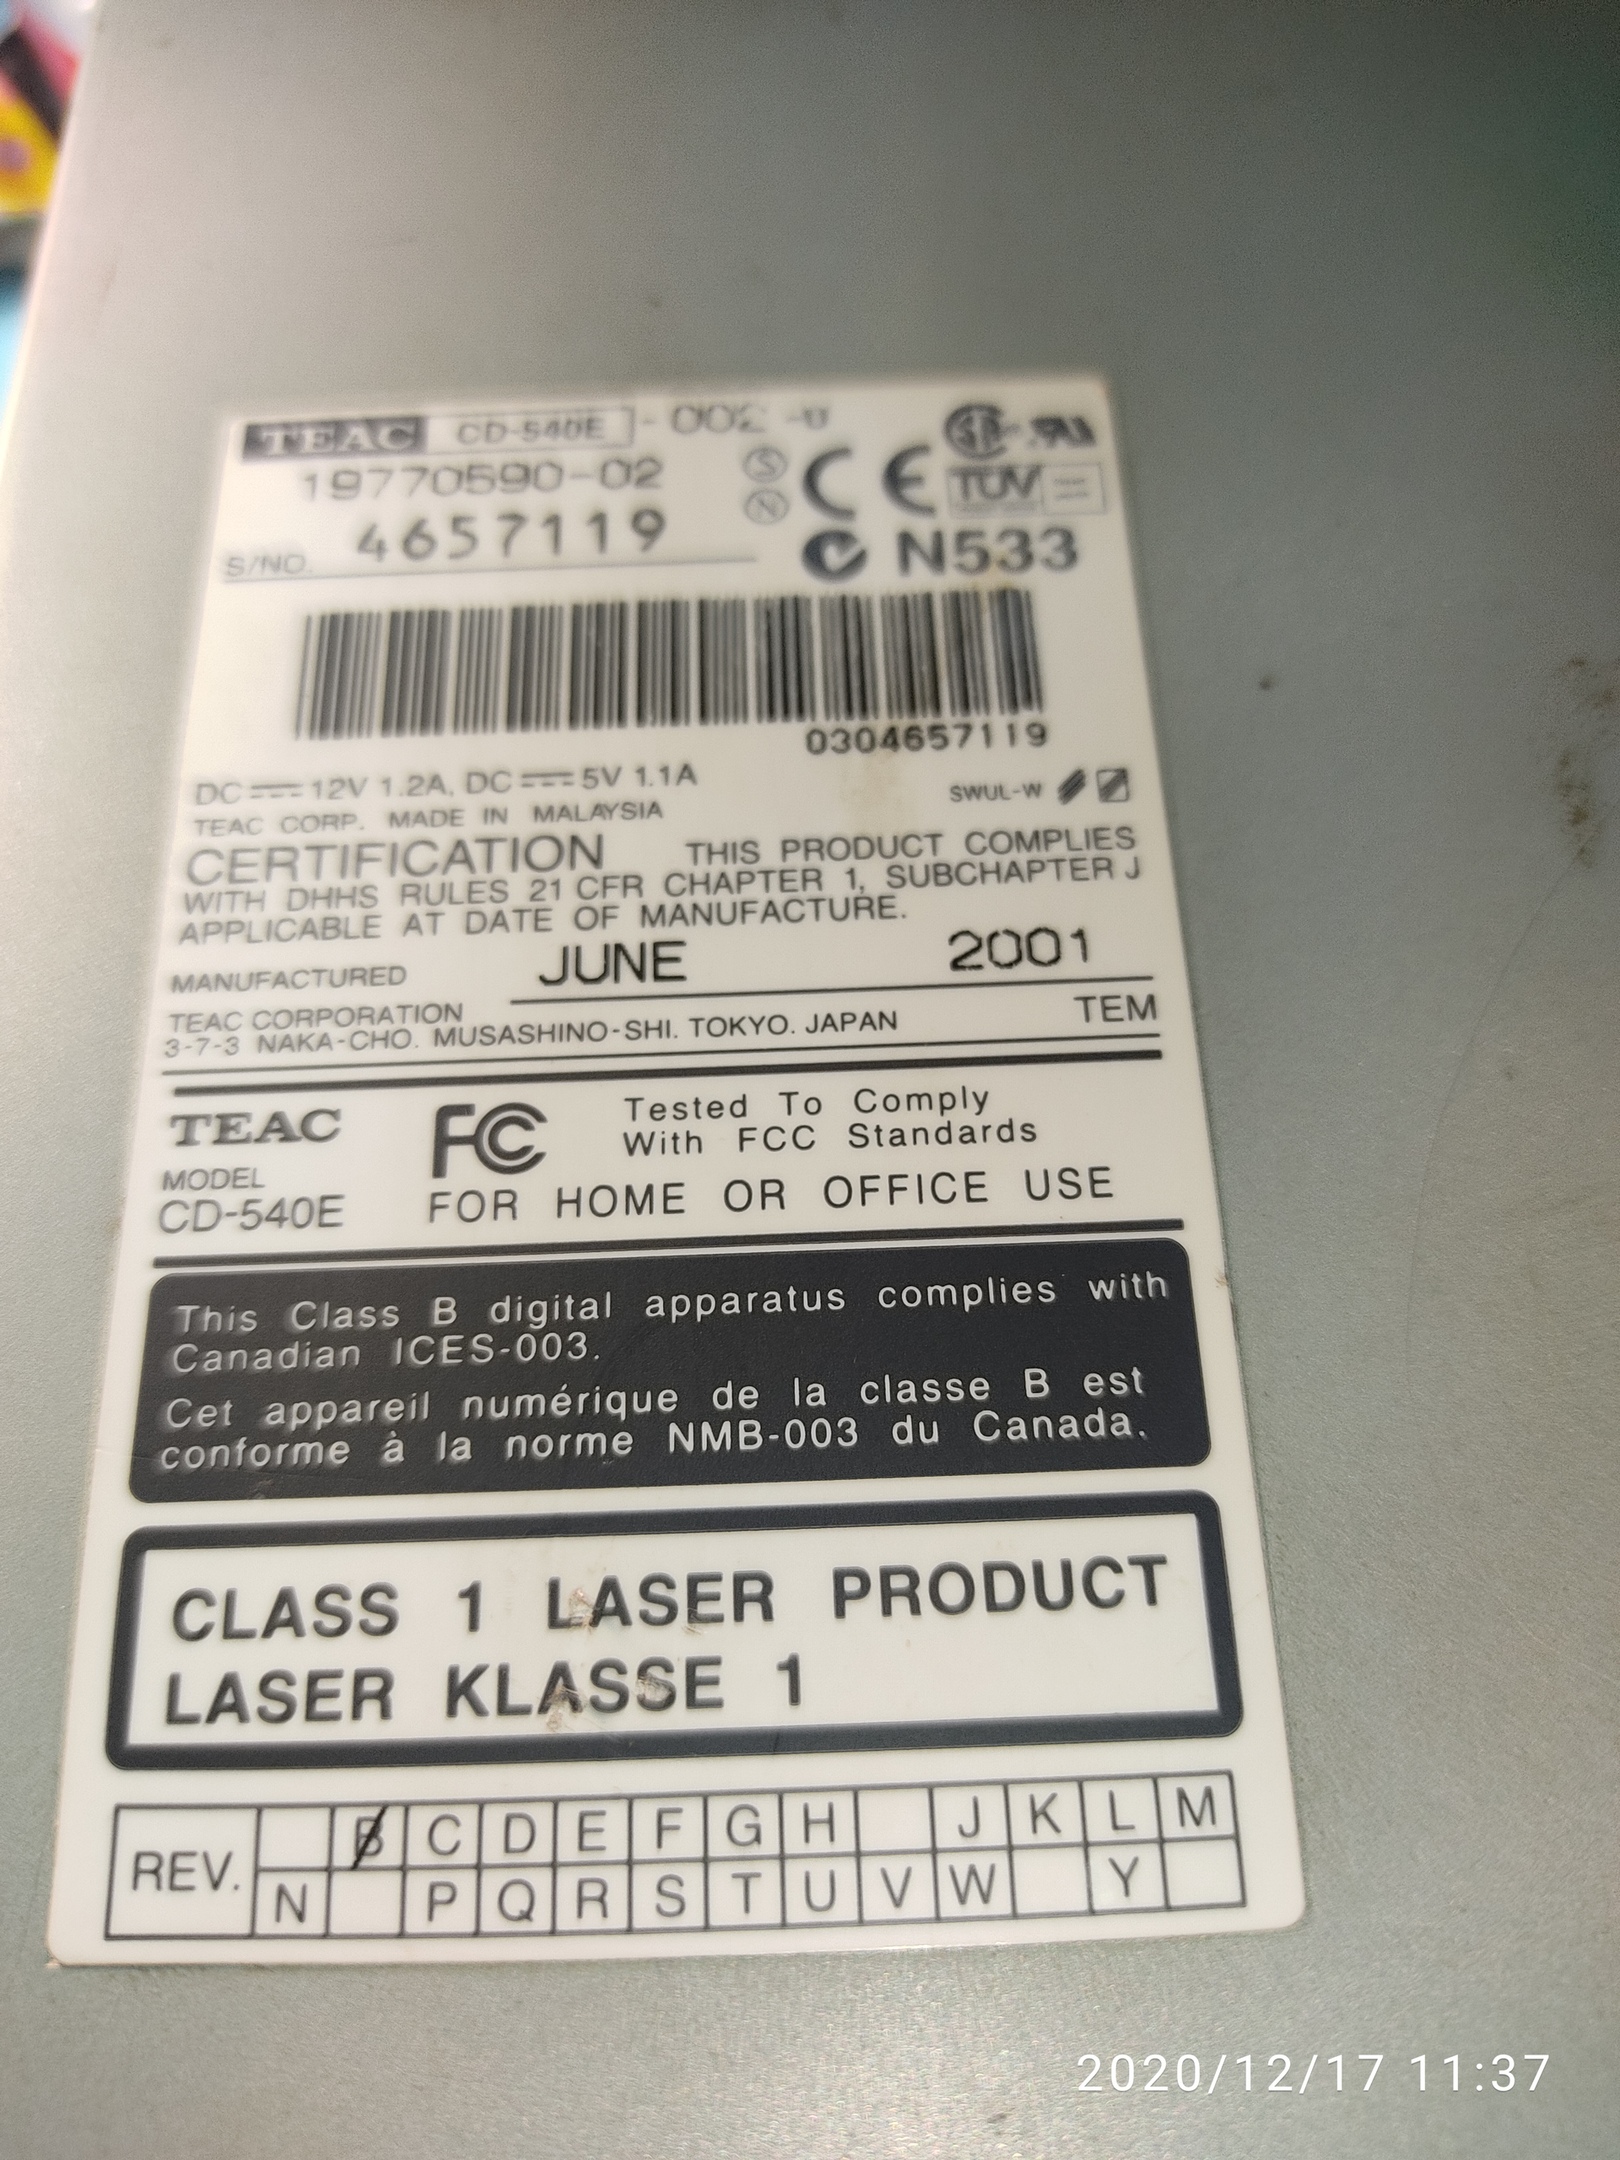 TEAC CD-540E - 002 -U
19770590-02
S/NO. 4657119
S N CE TÜV
N533
0304657119
DC 12V 1.2A, DC 5V 1.1A
SWUL-W
TEAC CORP. MADE IN MALAYSIA
CERTIFICATION THIS PRODUCT COMPLIES
WITH DHHS RULES 21 CFR CHAPTER 1, SUBCHAPTER J
APPLICABLE AT DATE OF MANUFACTURE.
MANUFACTURED JUNE 2001
TEAC CORPORATION TEM
3-7-3 NAKA-CHO. MUSASHINO-SHI. TOKYO. JAPAN
TEAC FC Tested To Comply
With FCC Standards
MODEL
CD-540E FOR HOME OR OFFICE USE
This Class B digital apparatus complies with
Canadian ICES-003.
Cet appareil numérique de la classe B est
conforme à la norme NMB-003 du Canada.
CLASS 1 LASER PRODUCT
LASER KLASSE 1
REV. B C D E F G H J K L M
N P Q R S T U V W Y
2020/12/17 11:37